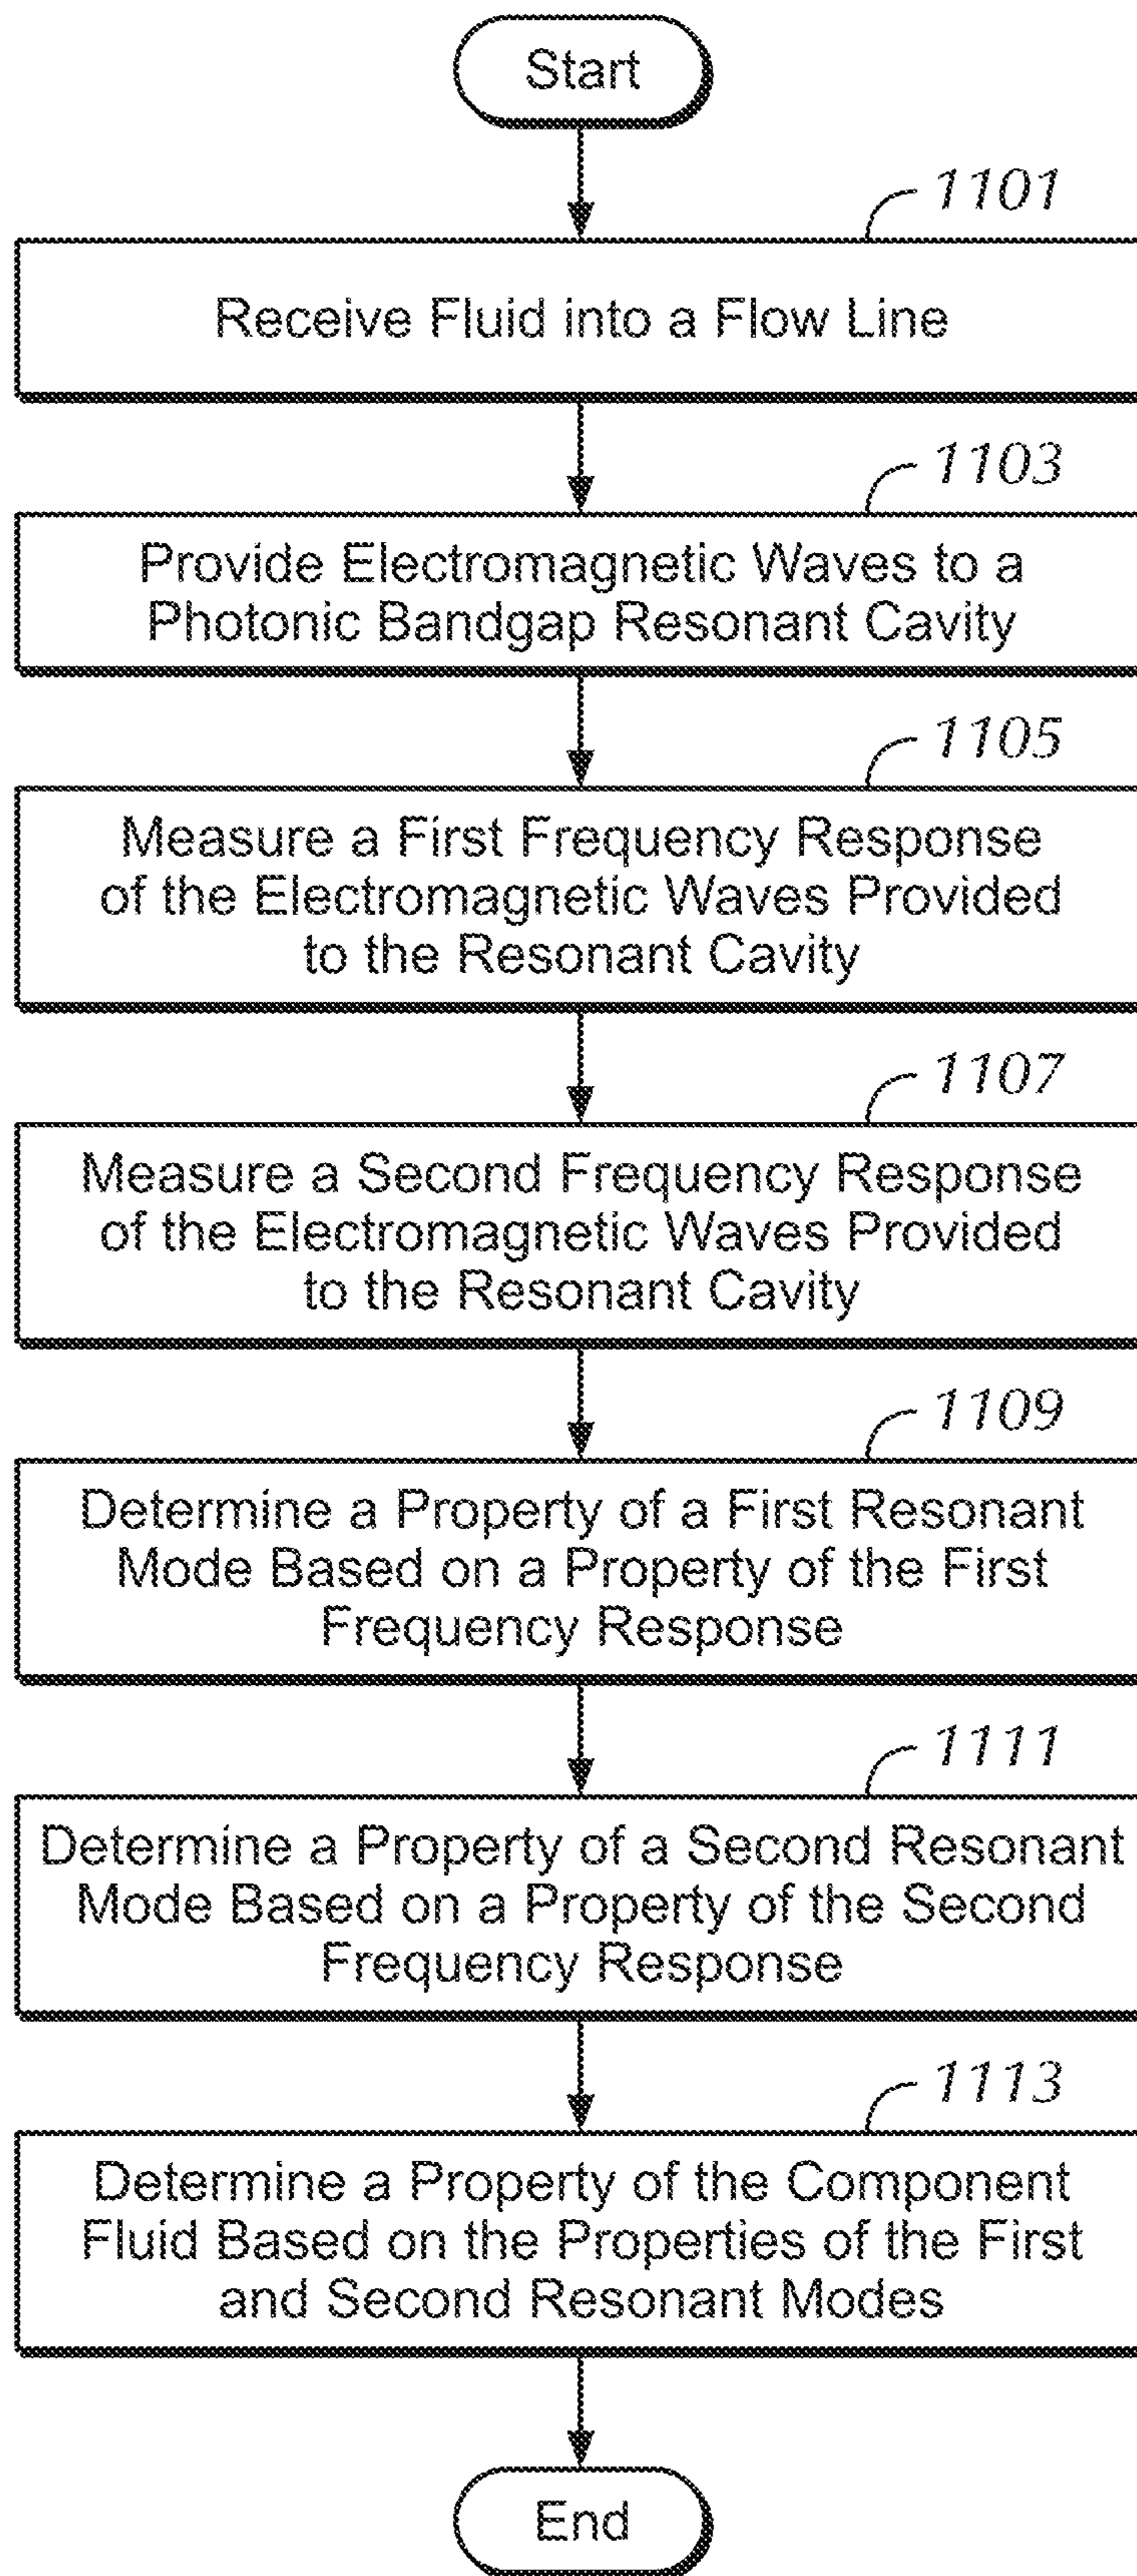 Start
1101
Receive Fluid into a Flow Line
1103
Provide Electromagnetic Waves to a
Photonic Bandgap Resonant Cavity
1105
Measure a First Frequency Response
of the Electromagnetic Waves Provided
to the Resonant Cavity
1107
Measure a Second Frequency Response
of the Electromagnetic Waves Provided
to the Resonant Cavity
1109
Determine a Property of a First Resonant
Mode Based on a Property of the First
Frequency Response
1111
Determine a Property of a Second Resonant
Mode Based on a Property of the Second
Frequency Response
1113
Determine a Property of the Component
Fluid Based on the Properties of the First
and Second Resonant Modes
End